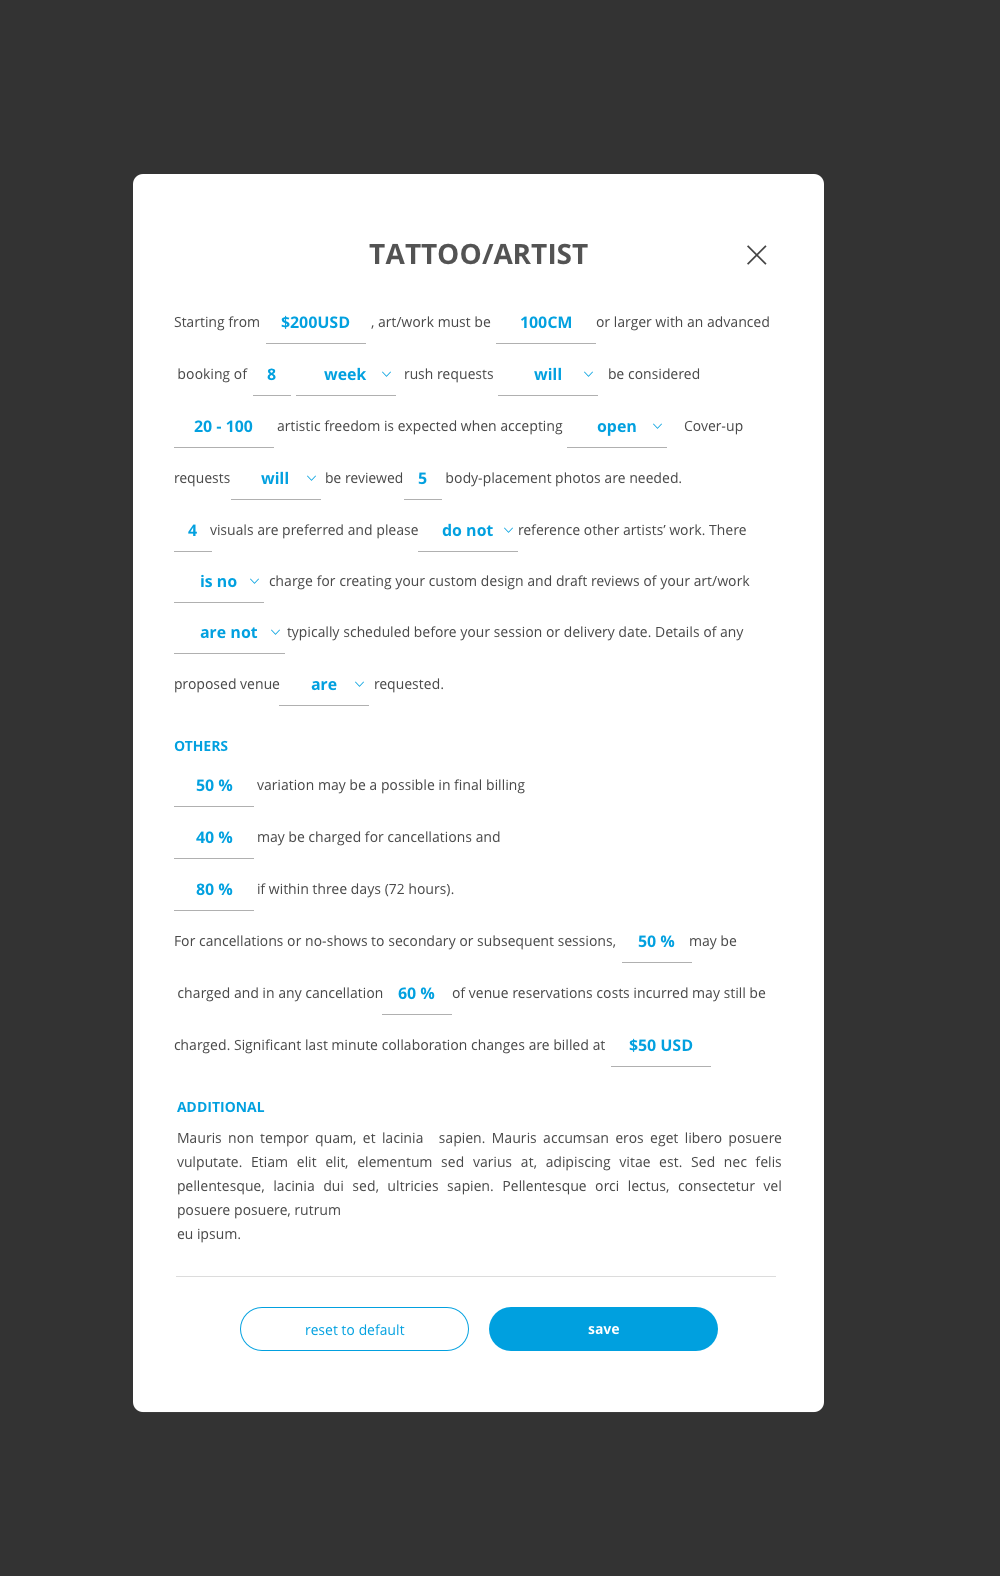 TATTOO/ARTIST
Starting from $200USD , art/work must be 100CM or larger with an advanced
booking of 8 week rush requests will be considered
20 - 100 artistic freedom is expected when accepting open Cover-up
requests will be reviewed 5 body-placement photos are needed.
4 visuals are preferred and please do not reference other artists’ work. There
is no charge for creating your custom design and draft reviews of your art/work
are not typically scheduled before your session or delivery date. Details of any
proposed venue are requested.
OTHERS
50 % variation may be a possible in final billing
40 % may be charged for cancellations and
80 % if within three days (72 hours).
For cancellations or no-shows to secondary or subsequent sessions, 50 % may be
charged and in any cancellation 60 % of venue reservations costs incurred may still be
charged. Significant last minute collaboration changes are billed at $50 USD
ADDITIONAL
Mauris non tempor quam, et lacinia sapien. Mauris accumsan eros eget libero posuere
vulputate. Etiam elit elit, elementum sed varius at, adipiscing vitae est. Sed nec felis
pellentesque, lacinia dui sed, ultricies sapien. Pellentesque orci lectus, consectetur vel
posuere posuere, rutrum
eu ipsum.
reset to default save